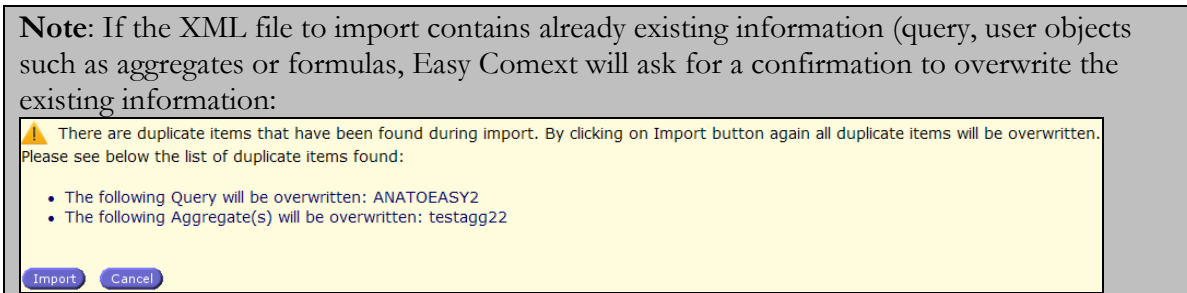 Note: If the XML file to import contains already existing information (query, user objects
such as aggregates or formulas, Easy Comext will ask for a confirmation to overwrite the
existing information:
There are duplicate items that have been found during import. By clicking on Import button again all duplicate items will be overwritten.
Please see below the list of duplicate items found:
• The following Query will be overwritten: ANATOEASY2
• The following Aggregate(s) will be overwritten: testagg22
Import Cancel